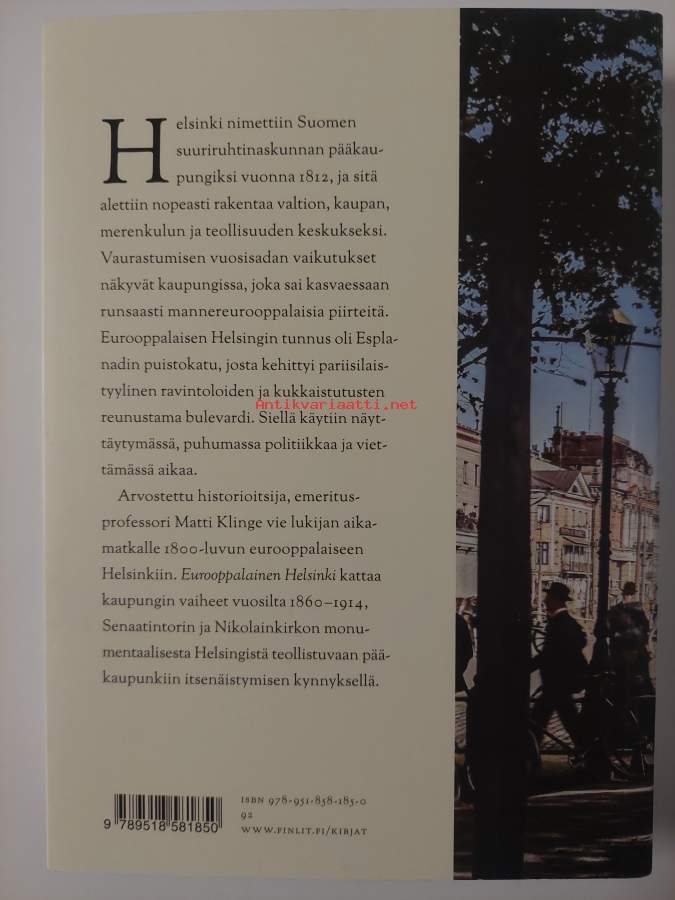 Helsinki nimettiin Suomen
suuriruhtinaskunnan pääkau-
pungiksi vuonna 1812, ja sitä
alettiin nopeasti rakentaa valtion, kaupan,
merenkulun ja teollisuuden keskukseksi.
Vaurastumisen vuosisadan vaikutukset
näkyvät kaupungissa, joka sai kasvaessaan
runsaasti mannereurooppalaisia piirteitä.
Eurooppalaisen Helsingin tunnus oli Espla-
nadin puistokatu, josta kehittyi pariisilais-
tyylinen ravintoloiden ja kukkaistutusten
Antikvariaatti.net
reunustama bulevardi. Siellä käytiin näyt-
täytymässä, puhumassa politiikkaa ja viet-
tämässä aikaa.
Arvostettu historioitsija, emeritus-
professori Matti Klinge vie lukijan aika-
matkalle 1800-luvun eurooppalaiseen
Helsinkiin. Eurooppalainen Helsinki kattaa
kaupungin vaiheet vuosilta 1860–1914,
Senaatintorin ja Nikolainkirkon monu-
mentaalisesta Helsingistä teollistuvaan pää-
kaupunkiin itsenäistymisen kynnyksellä.
ISBN 978-951-858-185-0
92
WWW.FINLIT.FI/KIRJAT
9 789518 581850